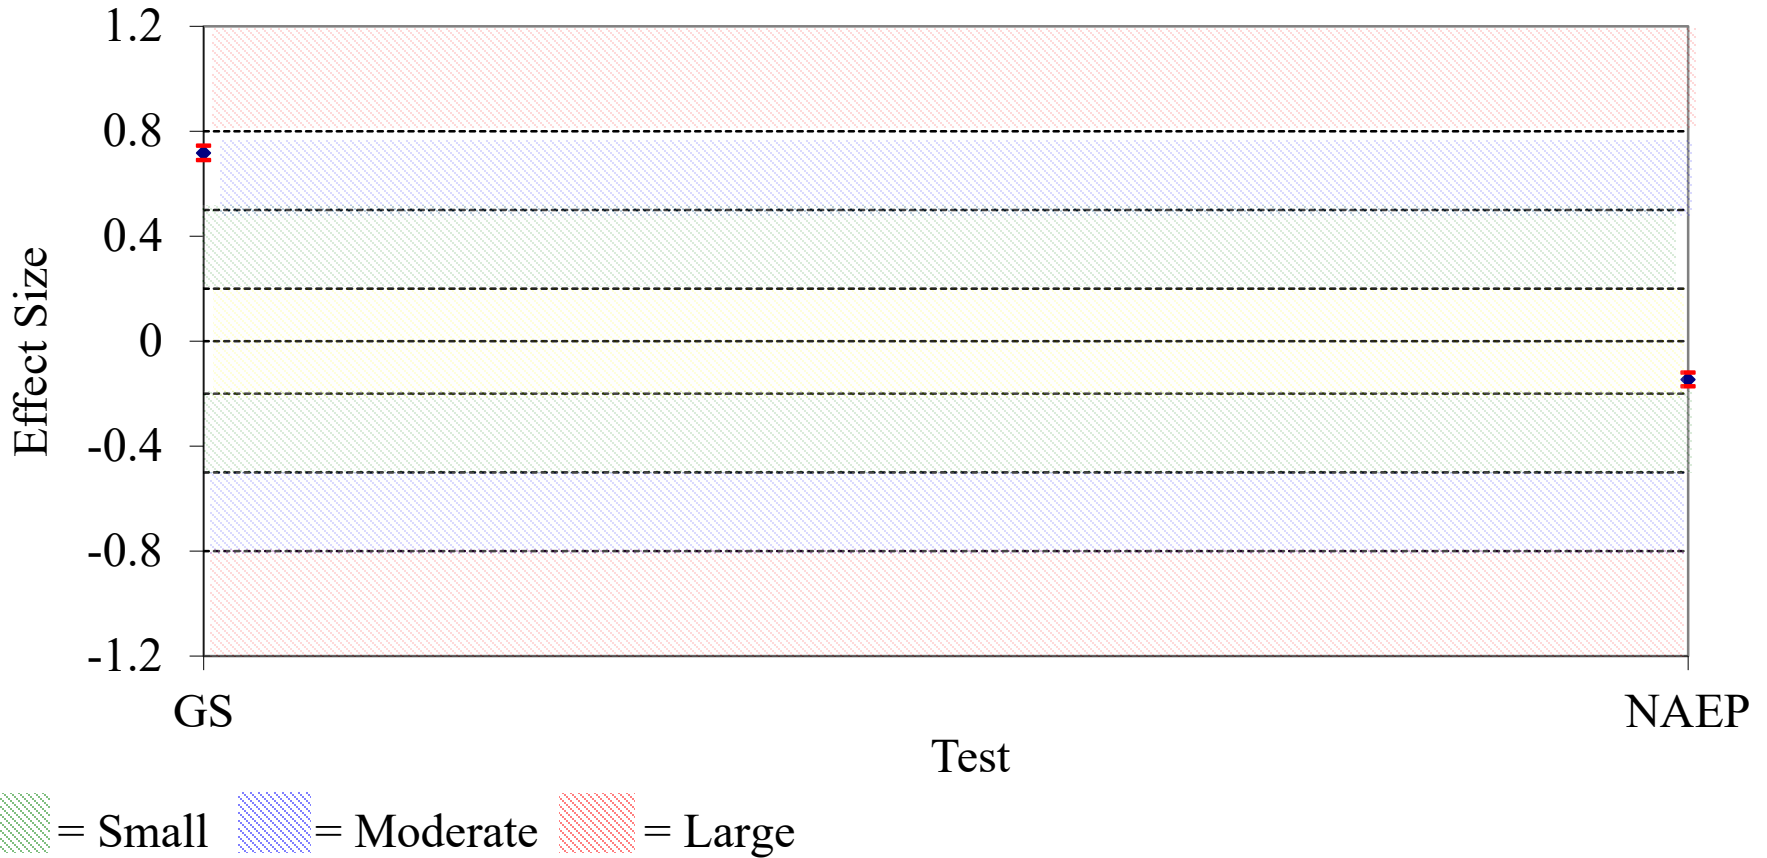 1.2
0.8
0.4
0
-0.4
-0.8
-1.2
Effect Size
GS
NAEP
Test
= Small = Moderate = Large